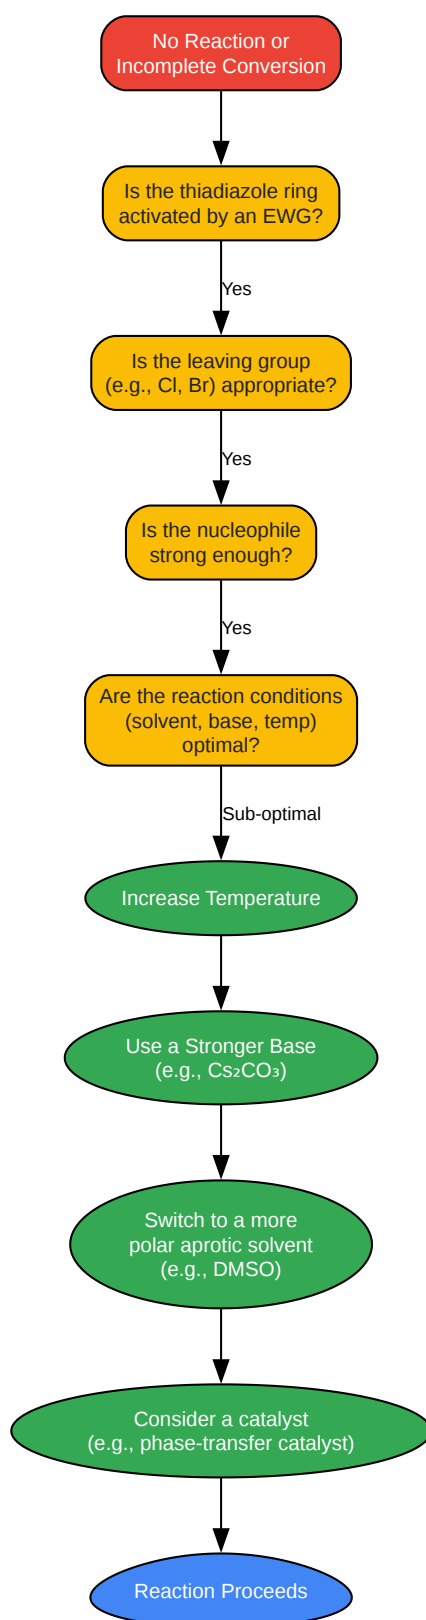 No Reaction or
Incomplete Conversion
Is the thiadiazole ring
activated by an EWG?
Yes
Is the leaving group
(e.g., Cl, Br) appropriate?
Yes
Is the nucleophile
strong enough?
Yes
Are the reaction conditions
(solvent, base, temp)
optimal?
Sub-optimal
Increase Temperature
Use a Stronger Base
(e.g., Cs₂CO₃)
Switch to a more
polar aprotic solvent
(e.g., DMSO)
Consider a catalyst
(e.g., phase-transfer catalyst)
Reaction Proceeds